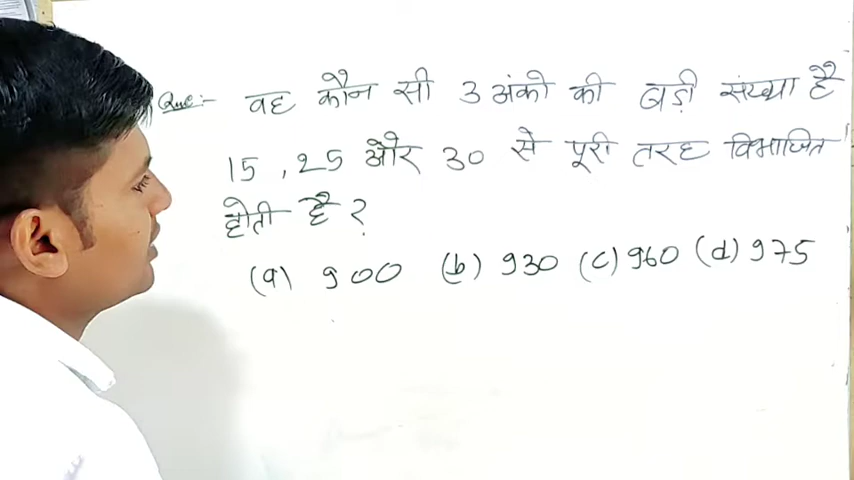 Que:- वह कौन सी 3 अंको की बड़ी संख्या है
15, 25 और 30 से पूरी तरह विभाजित
होती है ?
(a) 900 (b) 930 (c) 960 (d) 975